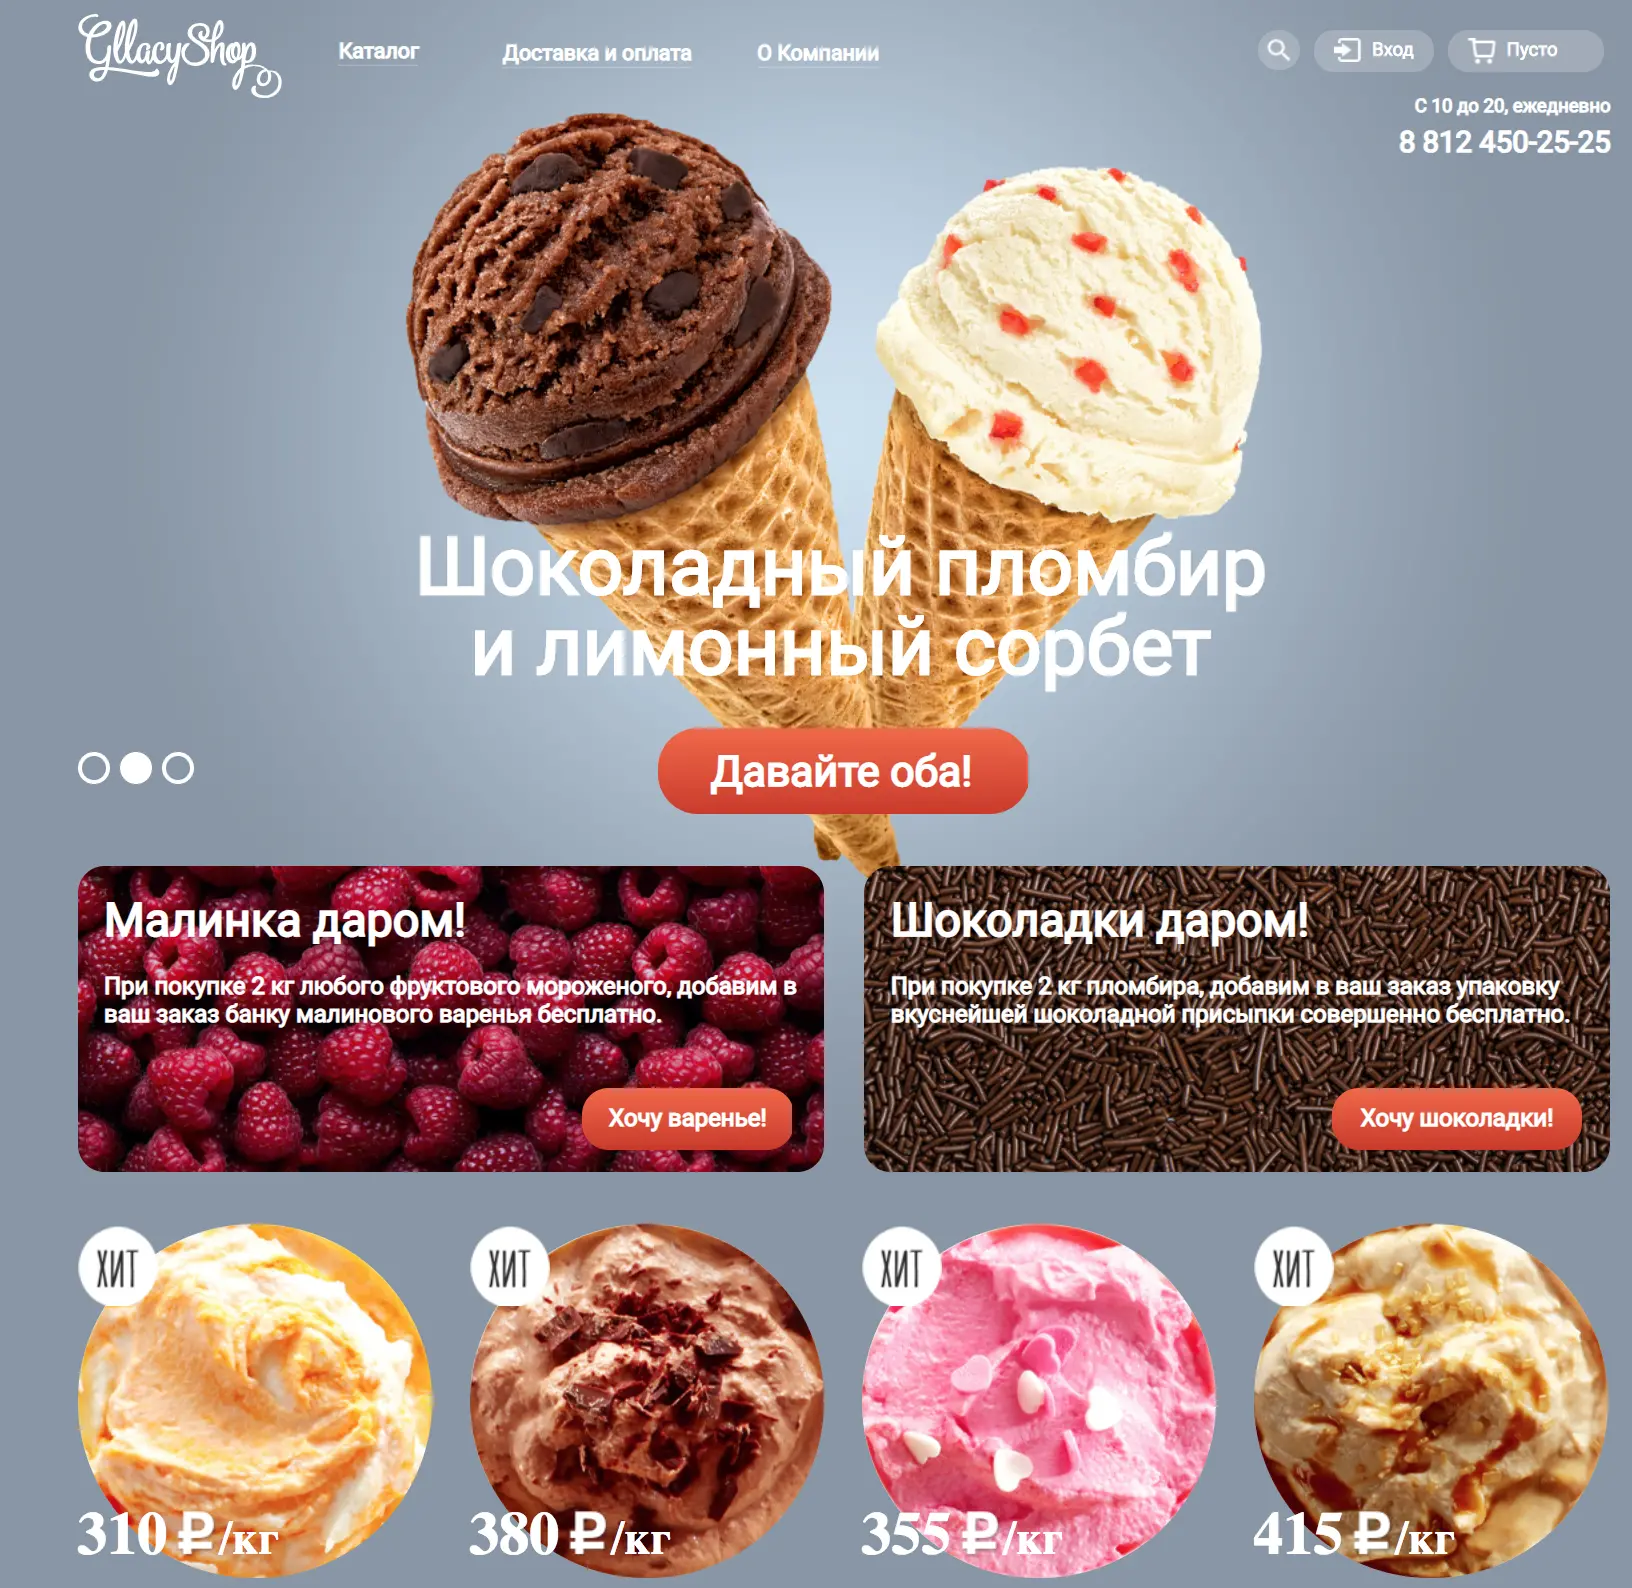 GllacyShop
Каталог
Доставка и оплата
О Компании
Вход
Пусто
С 10 до 20, ежедневно
8 812 450-25-25
Шоколадный пломбир
и лимонный сорбет
Давайте оба!
Малинка даром!
При покупке 2 кг любого фруктового мороженого, добавим в
ваш заказ банку малинового варенья бесплатно.
Хочу варенье!
Шоколадки даром!
При покупке 2 кг пломбира, добавим в ваш заказ упаковку
вкуснейшей шоколадной присыпки совершенно бесплатно.
Хочу шоколадки!
ХИТ
310 ₽/кг
ХИТ
380 ₽/кг
ХИТ
355 ₽/кг
ХИТ
415 ₽/кг